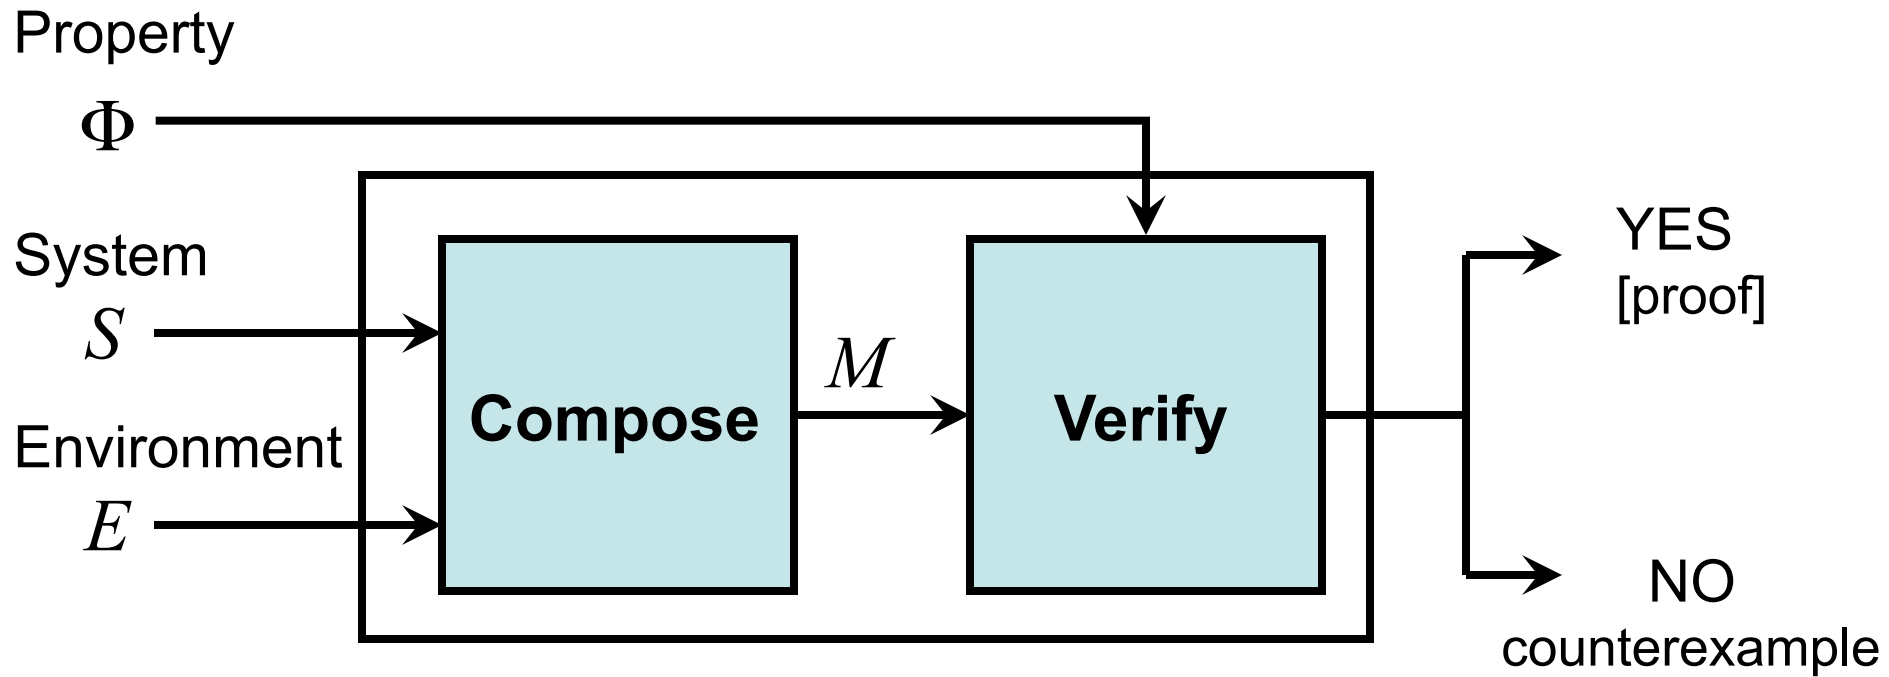 Property
Φ
System
S
Environment
E
Compose
M
Verify
YES
[proof]
NO
counterexample